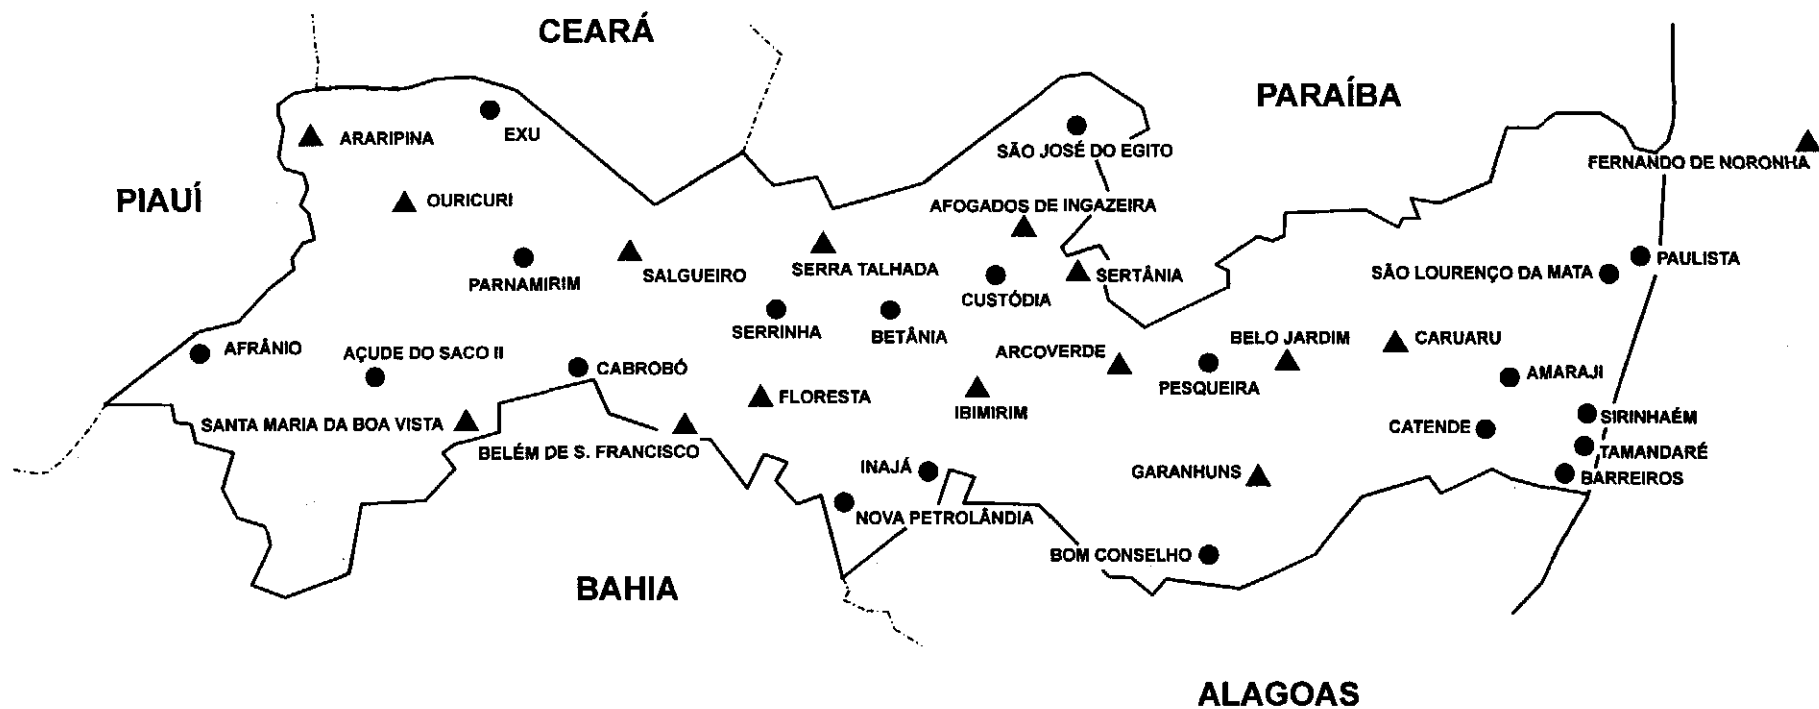 CEARÁ
PARAÍBA
EXU
ARARIPINA
SÃO JOSÉ DO EGITO
FERNANDO DE NORONHA
PIAUÍ
OURICURI
AFOGADOS DE INGAZEIRA
PAULISTA
SERRA TALHADA
SALGUEIRO
SERTÂNIA
SÃO LOURENÇO DA MATA
PARNAMIRIM
CUSTÓDIA
SERRINHA
BETÂNIA
BELO JARDIM
CARUARU
AFRÂNIO
AÇUDE DO SACO II
ARCOVERDE
CABROBÓ
AMARAJI
PESQUEIRA
FLORESTA
IBIMIRIM
SIRINHAÉM
SANTA MARIA DA BOA VISTA
CATENDE
BELÉM DE S. FRANCISCO
TAMANDARÉ
INAJÁ
GARANHUNS
BARREIROS
NOVA PETROLÂNDIA
BOM CONSELHO
BAHIA
ALAGOAS